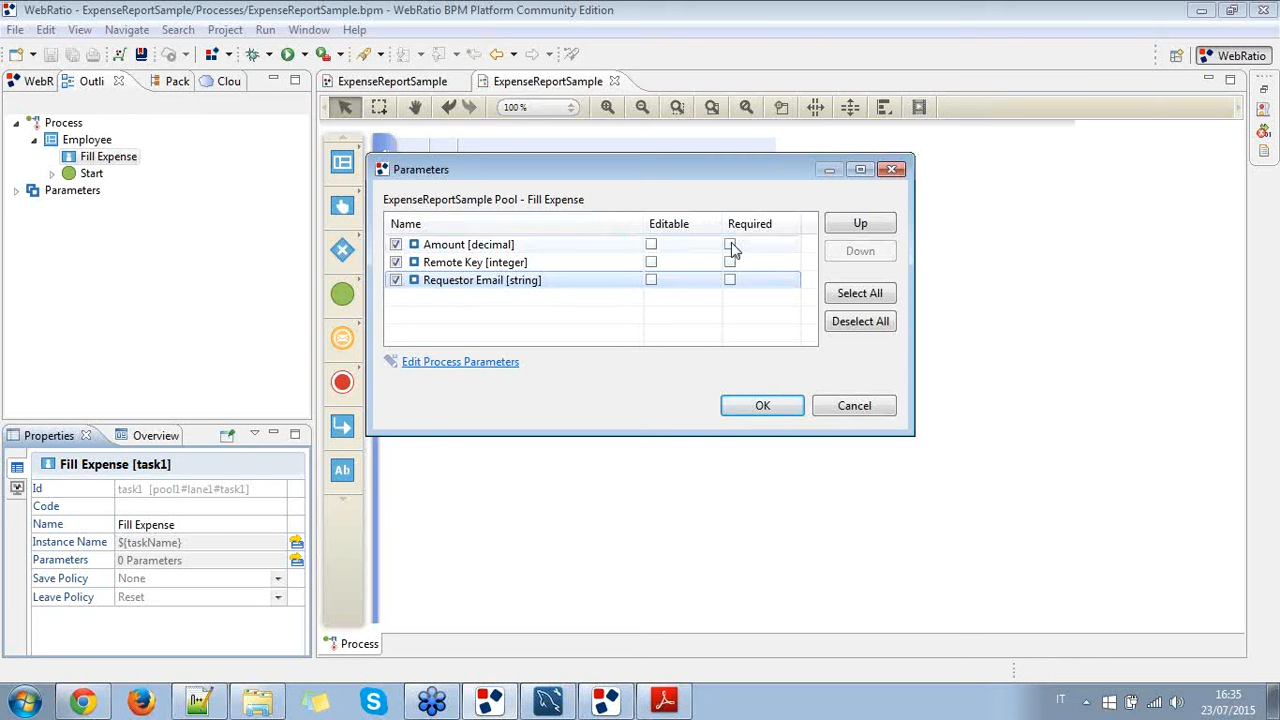 WebRatio - ExpenseReportSample/Processes/ExpenseReportSample.bpm - WebRatio BPM Platform Community Edition
File Edit View Navigate Search Project Run Window Help
WebRatio
WebR Outli Pack Clou
ExpenseReportSample ExpenseReportSample
100 %
Process
Employee
Fill Expense
Start
Parameters
Parameters
ExpenseReportSample Pool - Fill Expense
Name Editable Required
Amount [decimal]
Remote Key [integer]
Requestor Email [string]
Up
Down
Select All
Deselect All
Edit Process Parameters
OK Cancel
Ab
Properties Overview
Fill Expense [task1]
Id task1 [pool1#lane1#task1]
Code
Name Fill Expense
Instance Name ${taskName}
Parameters 0 Parameters
Save Policy None
Leave Policy Reset
Process
IT
16:35
23/07/2015